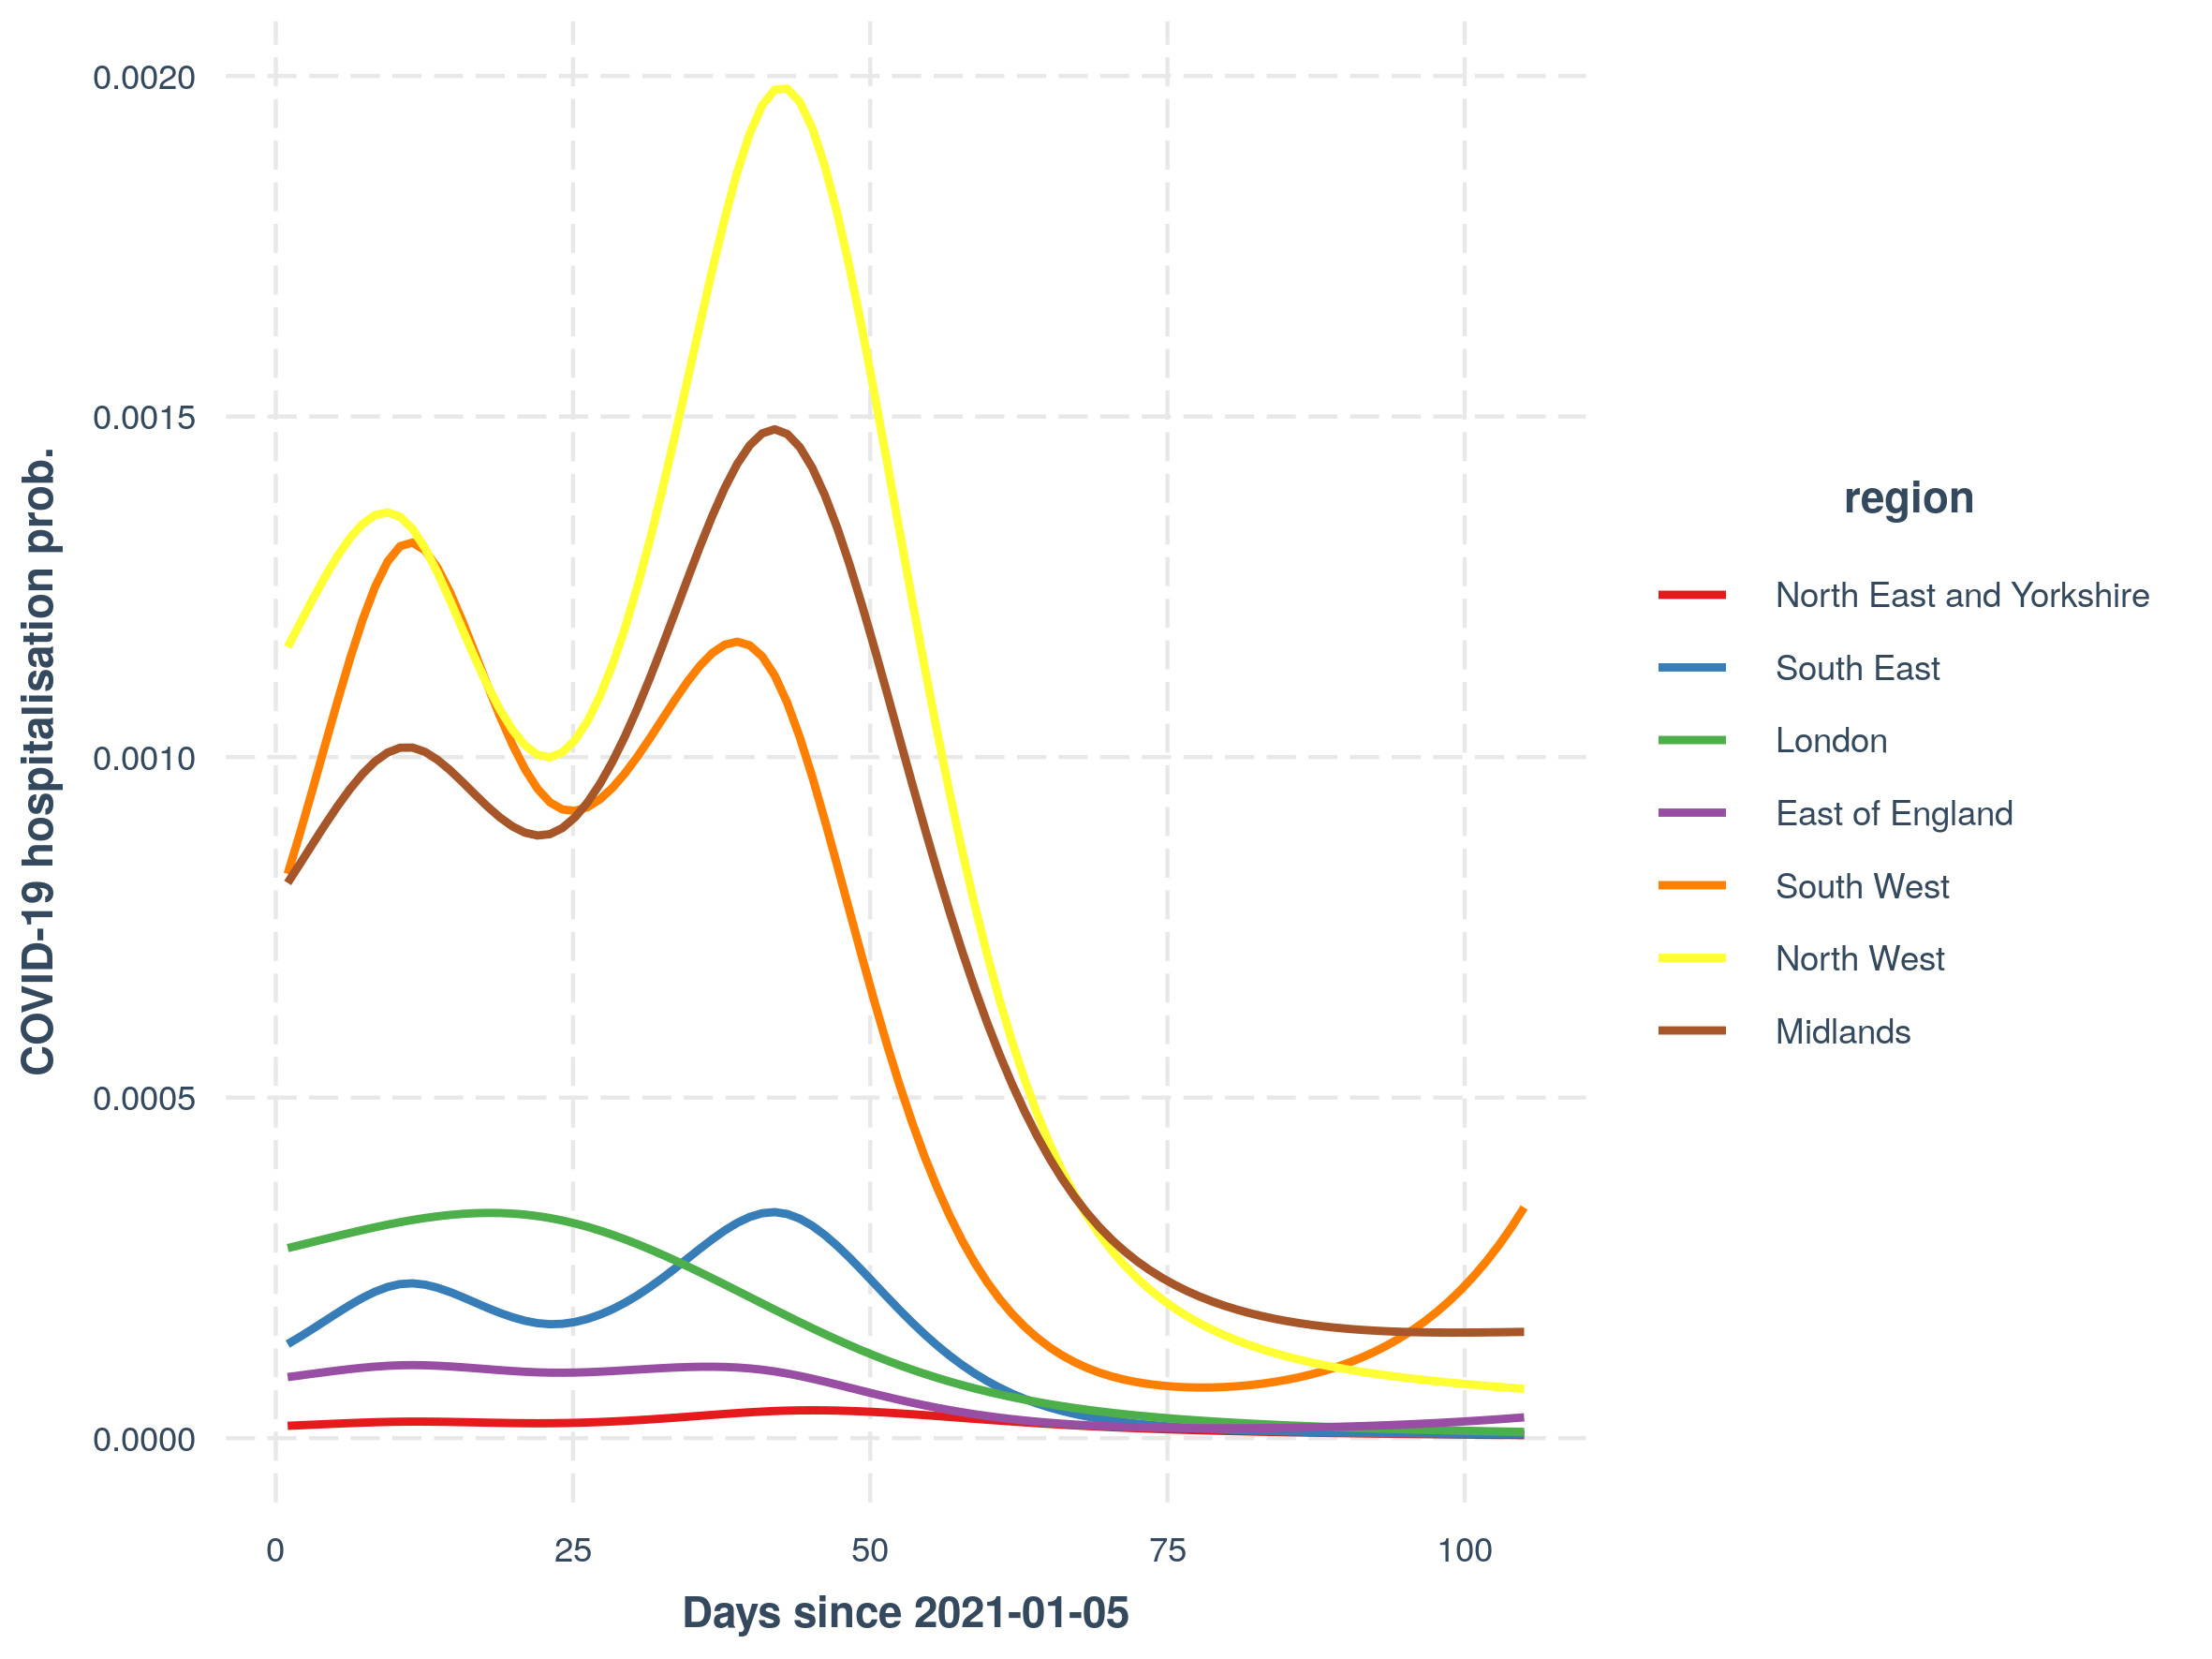 COVID-19 hospitalisation prob.
0.0020
0.0015
0.0010
0.0005
0.0000
0 25 50 75 100
Days since 2021-01-05
region
North East and Yorkshire
South East
London
East of England
South West
North West
Midlands